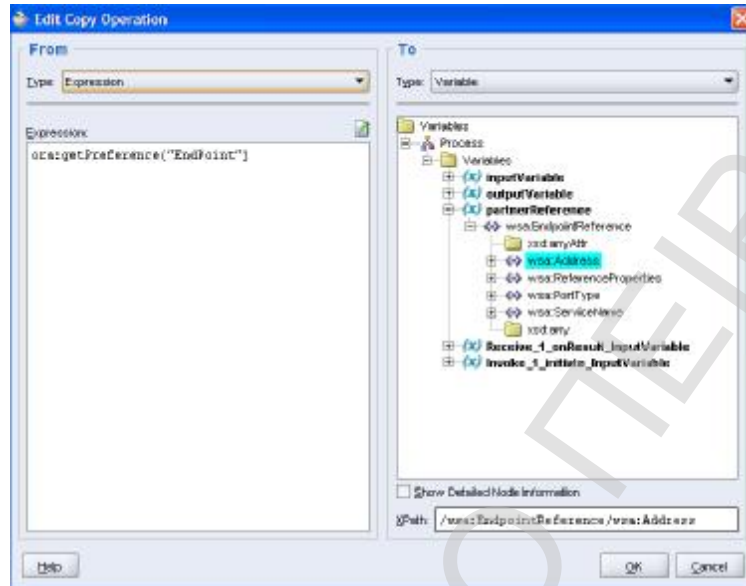 Edit Copy Operation
From
Type: Expression
Expression:
ora:getPreference("EndPoint")
To
Type: Variable
Variables
Process
Variables
inputVariable
outputVariable
partnerReference
wsa:EndpointReference
xsd:anyAttr
wsa:Address
wsa:ReferenceProperties
wsa:PortType
wsa:ServiceName
xsd:any
Receive_1_onResult_InputVariable
Invoke_1_initiate_InputVariable
Show Detailed Node Information
XPath: /wsa:EndpointReference/wsa:Address
Help
OK
Cancel
Ο ΠΕΙΡ